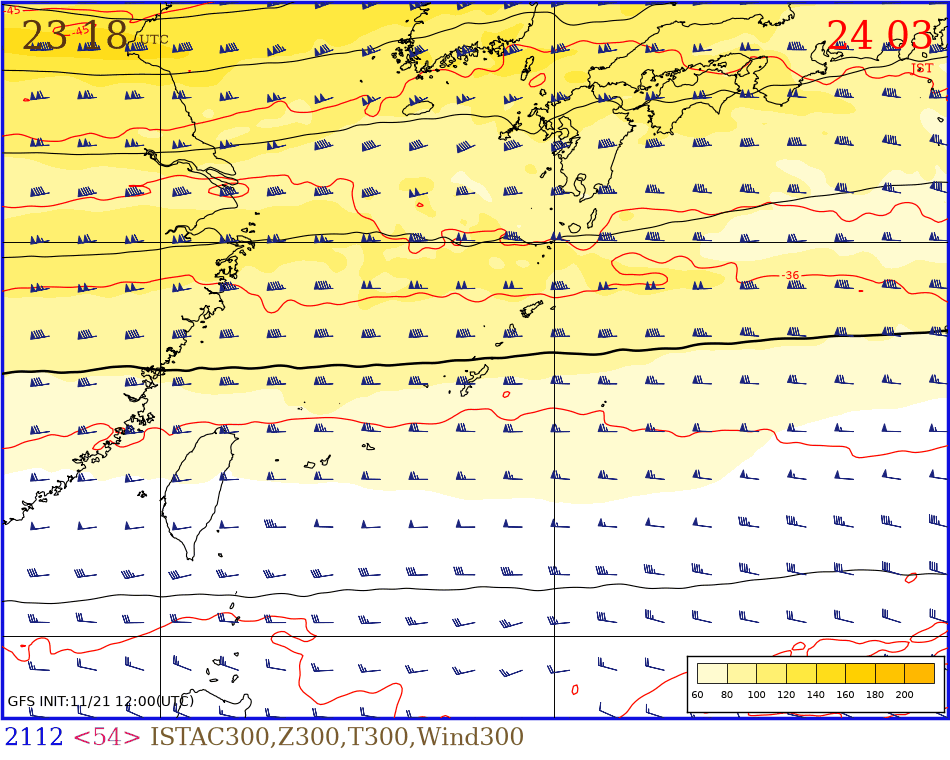 -45
-45
23 18 UTC
24 03
JST
-36
60 80 100 120 140 160 180 200
GFS INIT:11/21 12:00(UTC)
2112 <54> ISTAC300,Z300,T300,Wind300